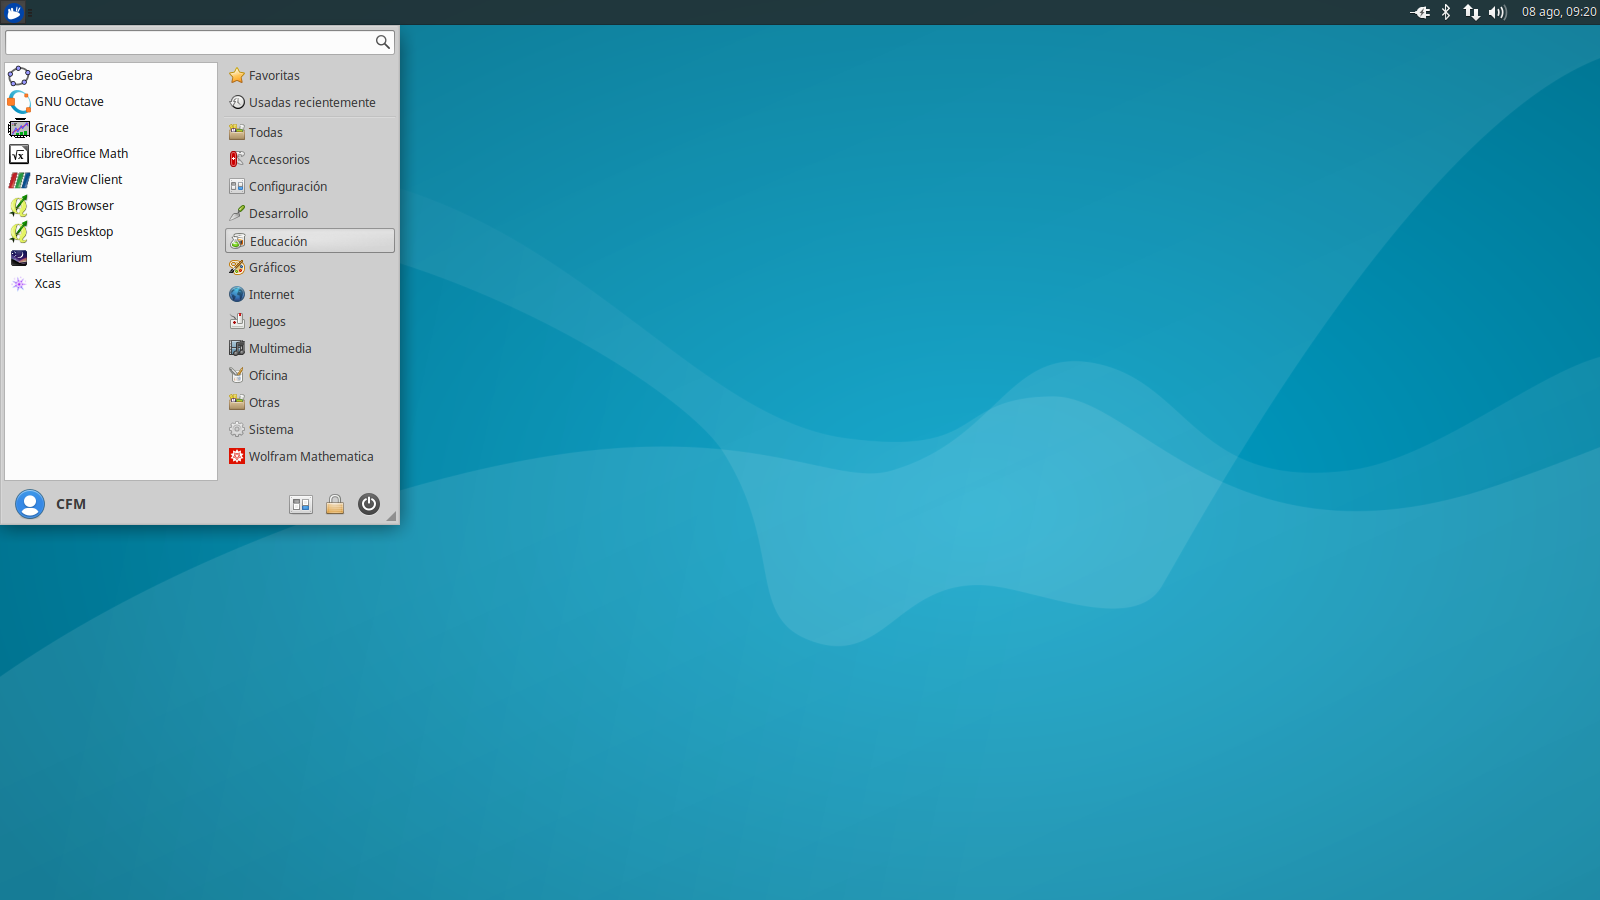 08 ago, 09:20
GeoGebra
GNU Octave
Grace
LibreOffice Math
ParaView Client
QGIS Browser
QGIS Desktop
Stellarium
Xcas
Favoritas
Usadas recientemente
Todas
Accesorios
Configuración
Desarrollo
Educación
Gráficos
Internet
Juegos
Multimedia
Oficina
Otras
Sistema
Wolfram Mathematica
CFM